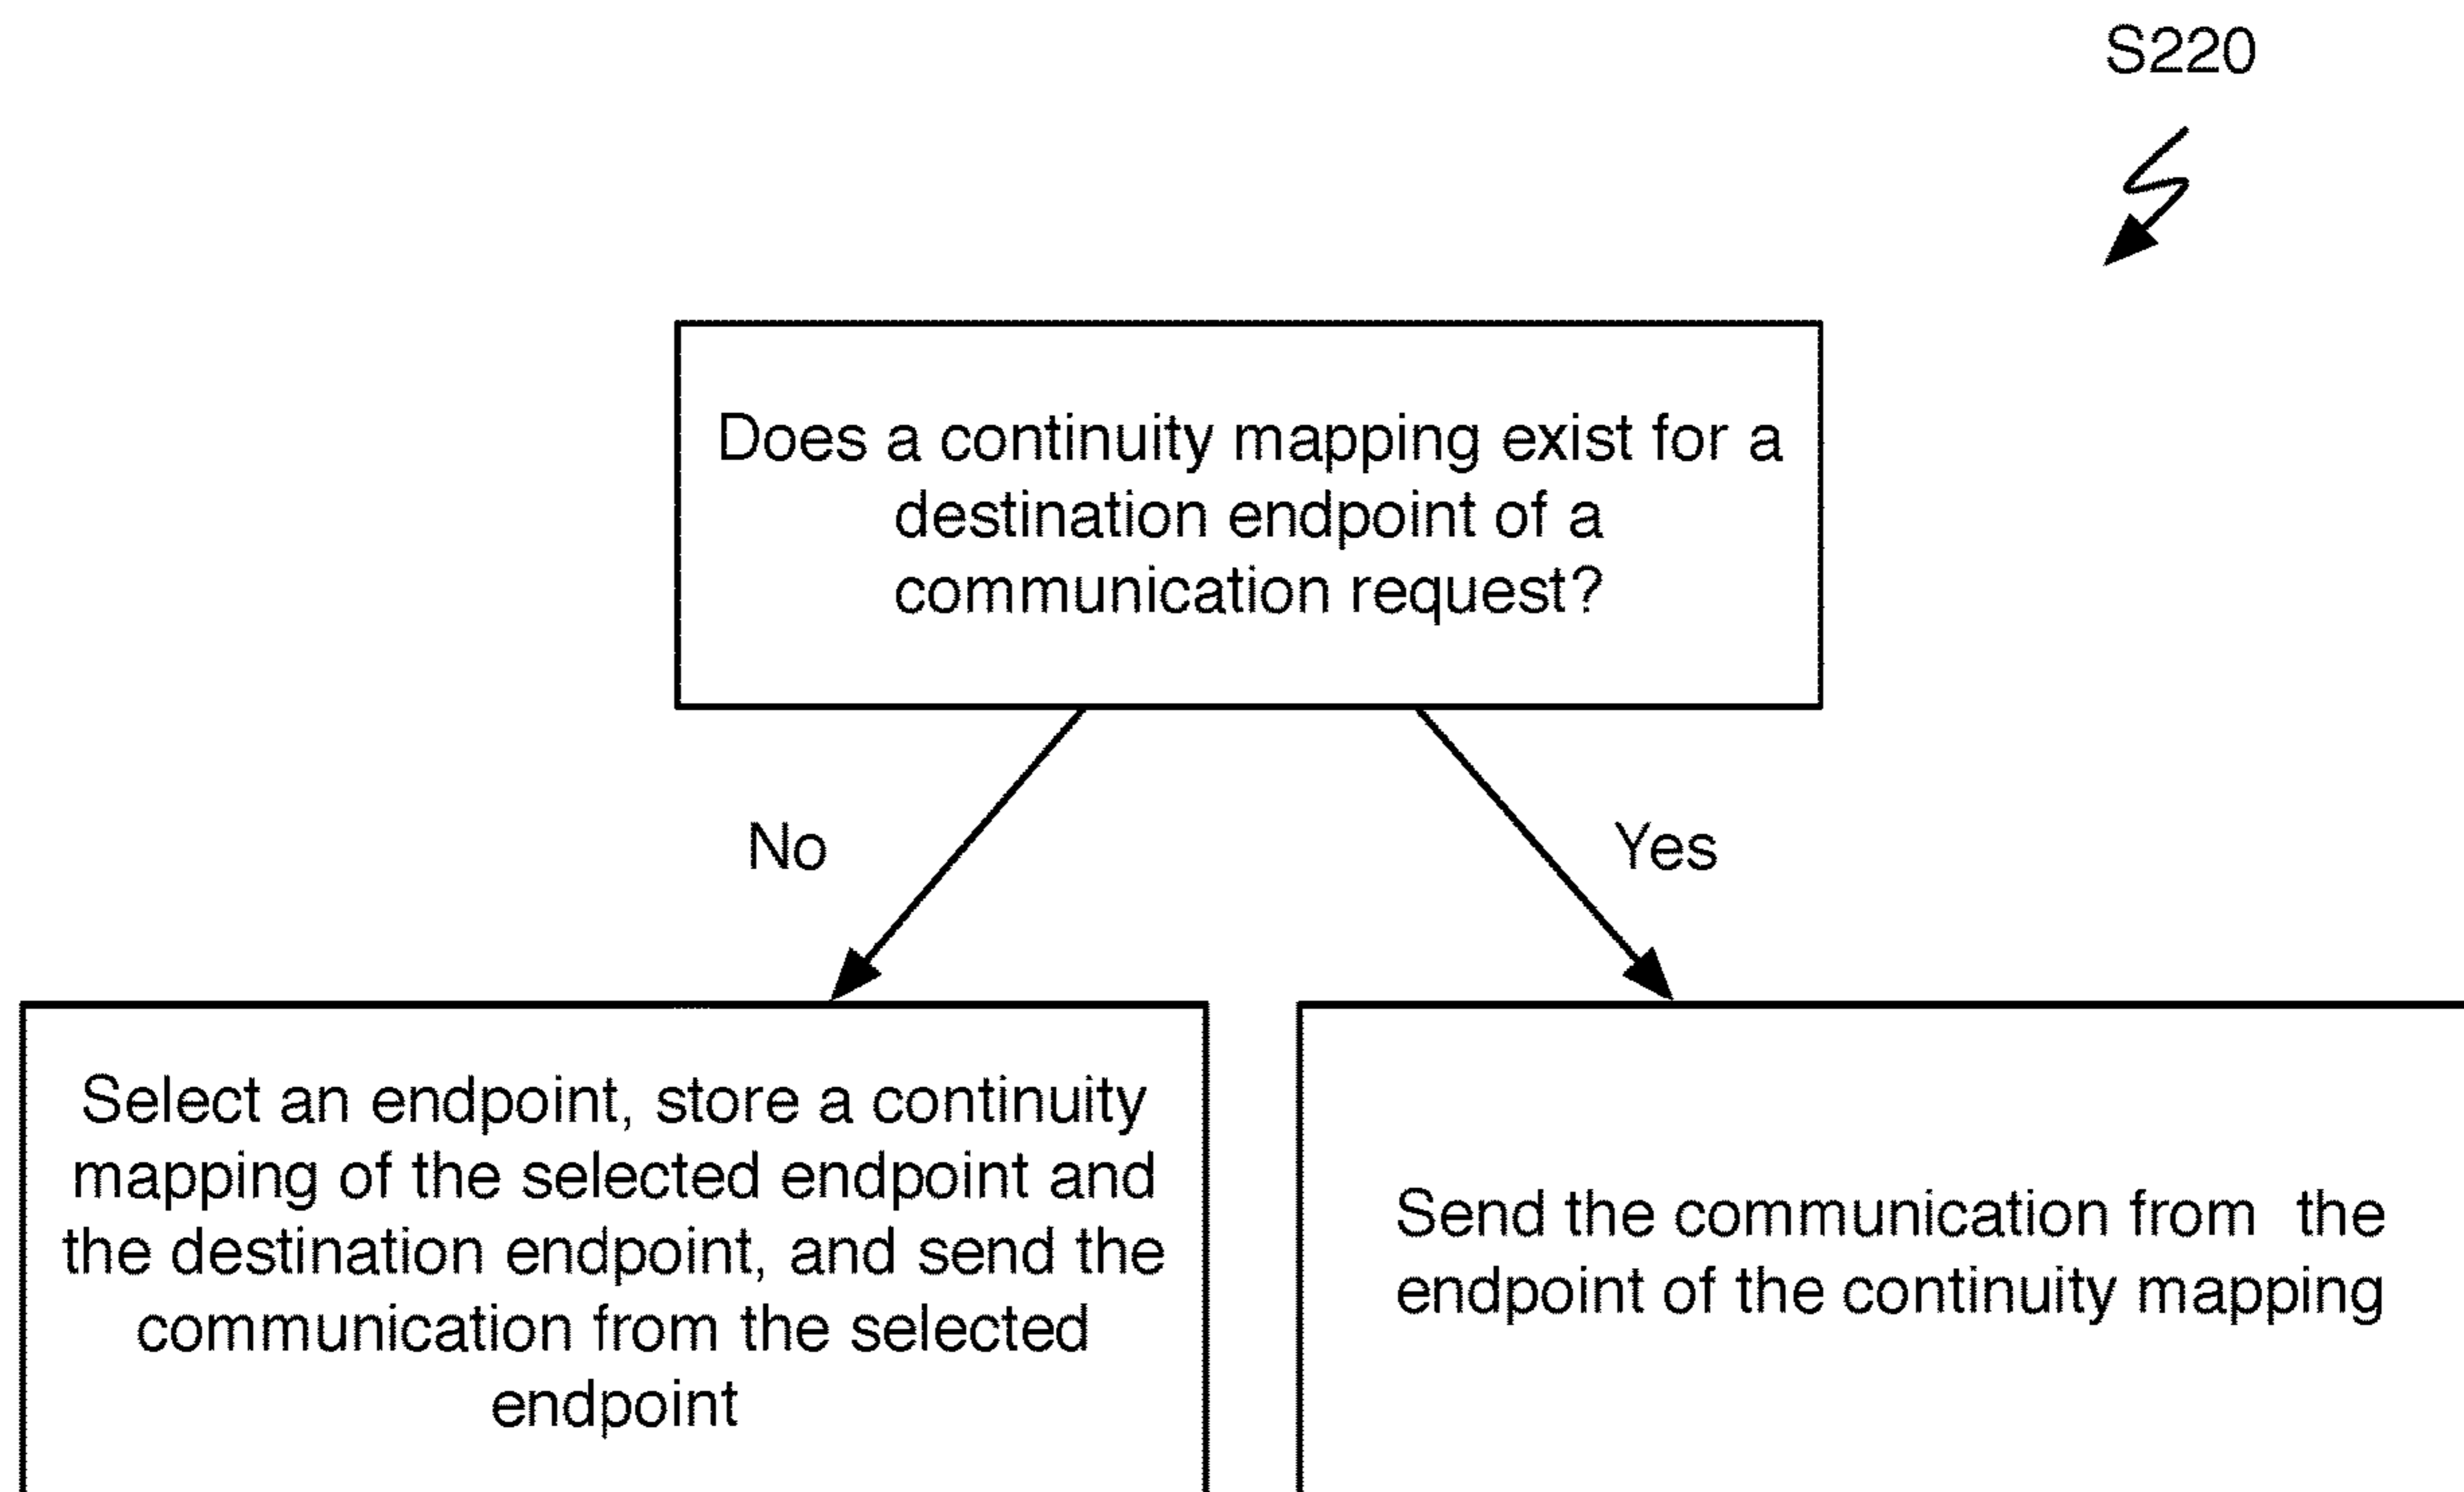 S220
Does a continuity mapping exist for a
destination endpoint of a
communication request?
No
Yes
Select an endpoint, store a continuity
mapping of the selected endpoint and
the destination endpoint, and send the
communication from the selected
endpoint
Send the communication from the
endpoint of the continuity mapping